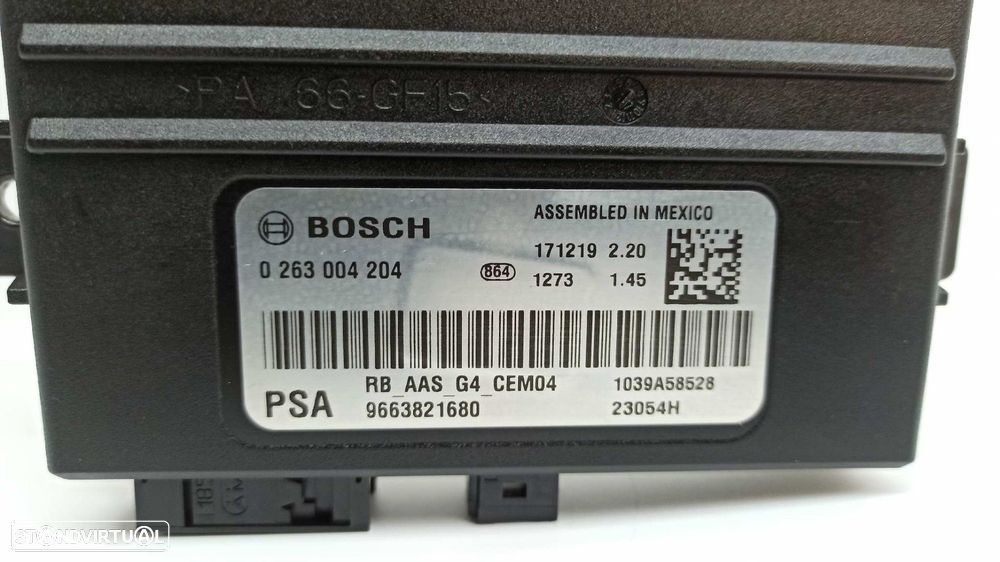 >PA 66-GF15<
BOSCH
ASSEMBLED IN MEXICO
0 263 004 204
864
171219 2.20
1273 1.45
PSA
RB_AAS_G4_CEM04
9663821680
1039A58528
23054H
STANDVIRTUAL